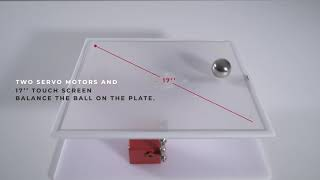 17''
TWO SERVO MOTORS AND
17'' TOUCH SCREEN
BALANCE THE BALL ON THE PLATE.